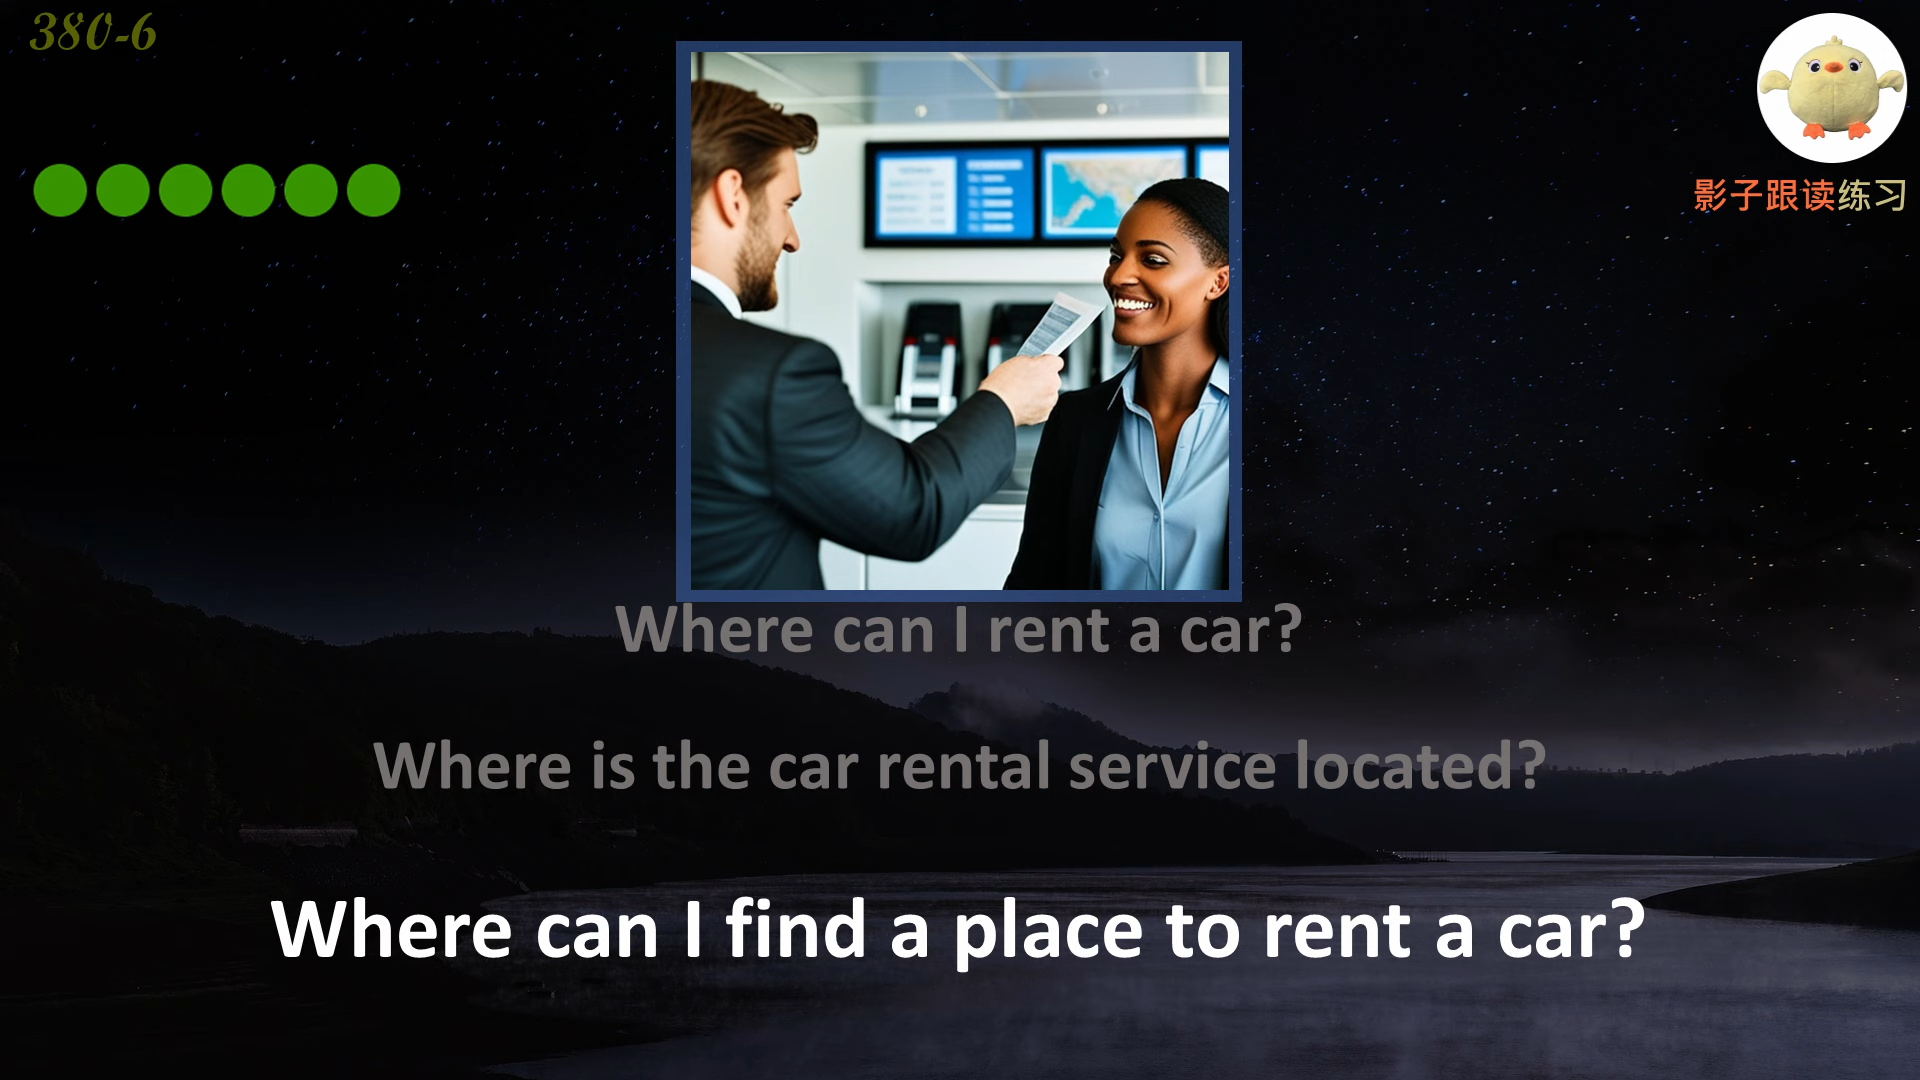 380-6
影子跟读练习
Where can I rent a car?
Where is the car rental service located?
Where can I find a place to rent a car?